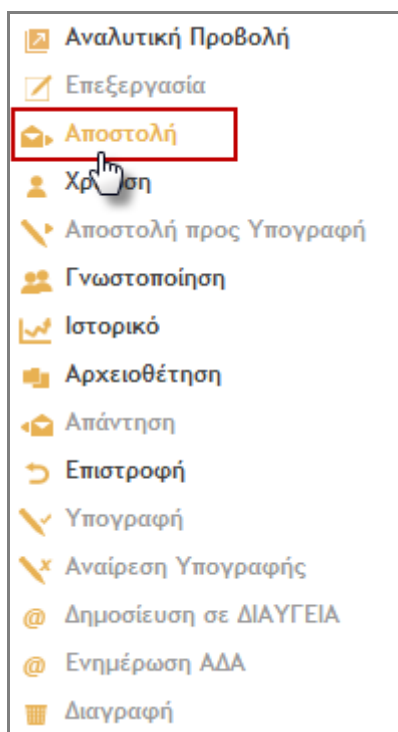 Αναλυτική Προβολή
Επεξεργασία
Αποστολή
Αποστολή προς Υπογραφή
Γνωστοποίηση
Ιστορικό
Αρχειοθέτηση
Απάντηση
Επιστροφή
Υπογραφή
Αναίρεση Υπογραφής
@ Δημοσίευση σε ΔΙΑΥΓΕΙΑ
@ Ενημέρωση ΑΔΑ
Διαγραφή